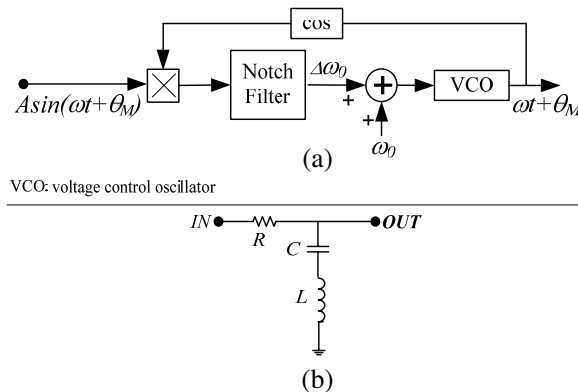 cos
Asin(ωt+θM)
Notch
Filter
Δω0
+
+
VCO
ωt+θM
ω0
(a)
VCO: voltage control oscillator
IN
R
OUT
C
L
(b)